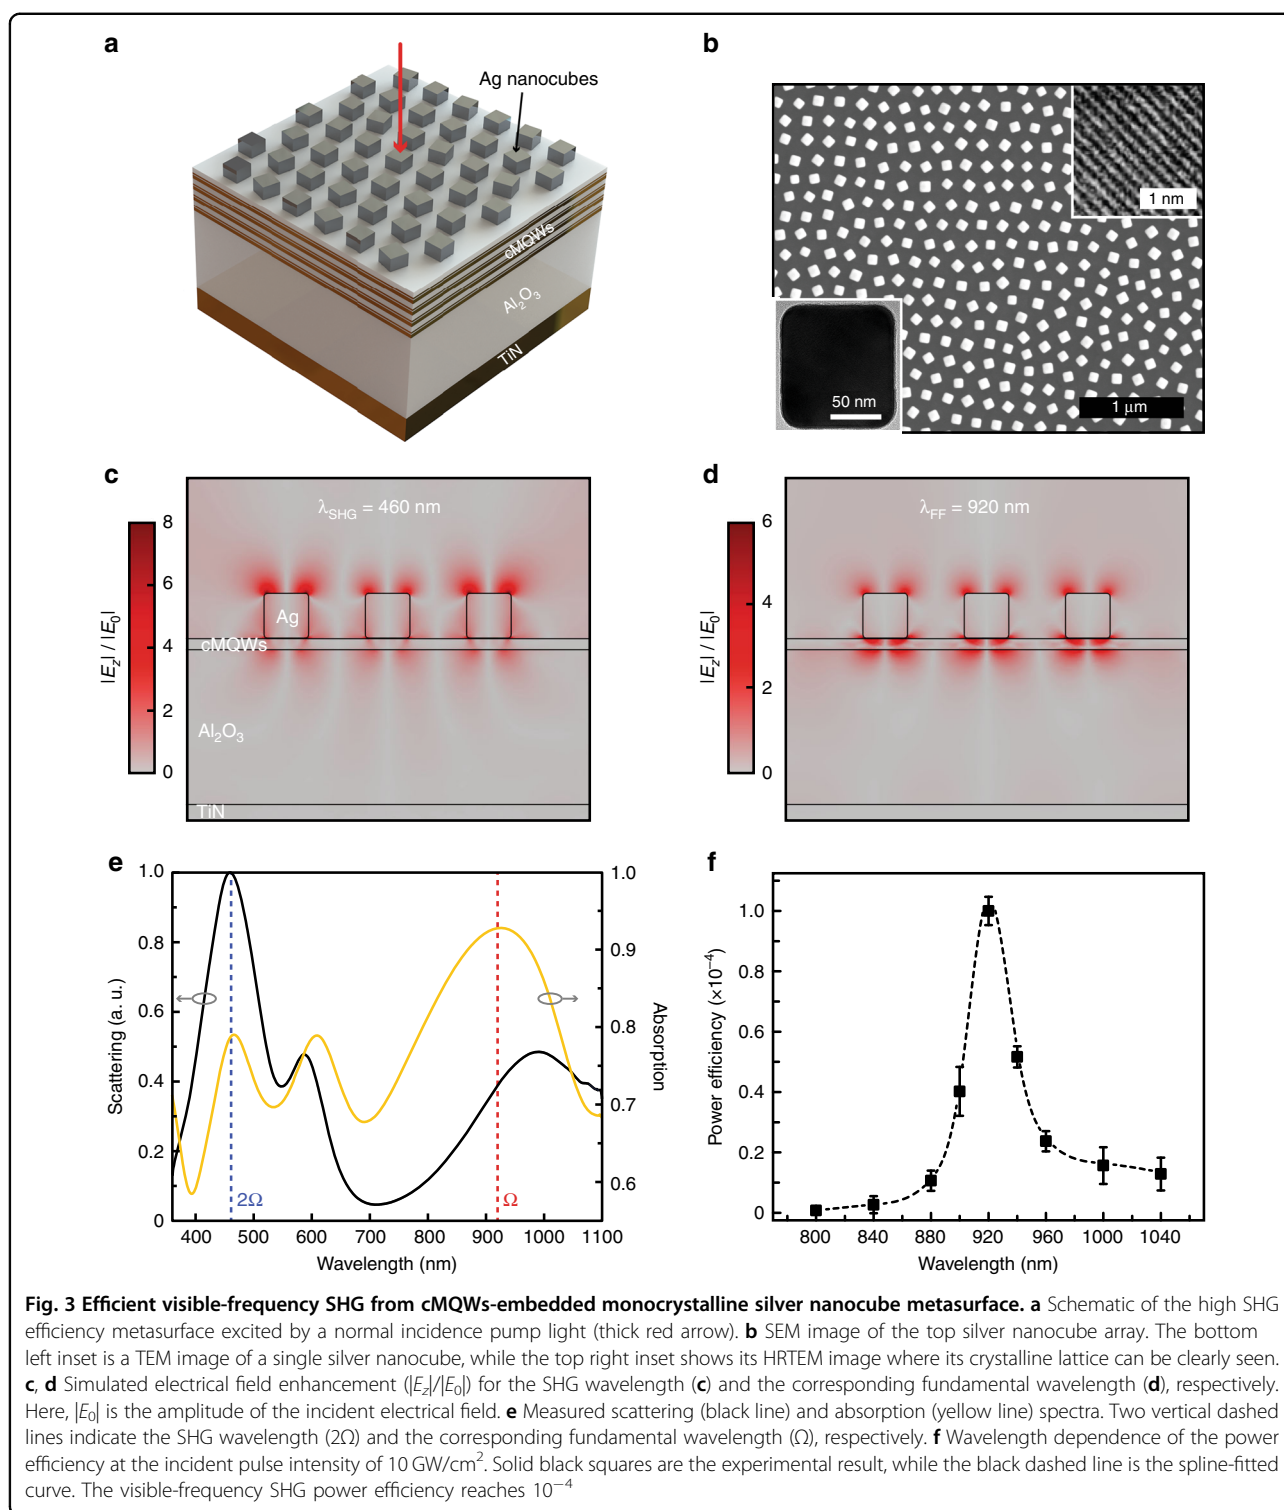 a
Ag nanocubes
cMQWs
Al₂O₃
TiN
b
1 nm
50 nm
1 μm
c
λ_SHG = 460 nm
|E_z| / |E_0|
8
6
4
2
0
Ag
cMQWs
Al₂O₃
TiN
d
λ_FF = 920 nm
|E_z| / |E_0|
6
4
2
0
e
Scattering (a. u.)
1.0
0.8
0.6
0.4
0.2
0
Absorption
1.0
0.9
0.8
0.7
0.6
2Ω
Ω
400 500 600 700 800 900 1000 1100
Wavelength (nm)
f
Power efficiency (×10⁻⁴)
1.0
0.8
0.6
0.4
0.2
0
800 840 880 920 960 1000 1040
Wavelength (nm)
Fig. 3 Efficient visible-frequency SHG from cMQWs-embedded monocrystalline silver nanocube metasurface. a Schematic of the high SHG
efficiency metasurface excited by a normal incidence pump light (thick red arrow). b SEM image of the top silver nanocube array. The bottom
left inset is a TEM image of a single silver nanocube, while the top right inset shows its HRTEM image where its crystalline lattice can be clearly seen.
c, d Simulated electrical field enhancement (|E_z|/|E_0|) for the SHG wavelength (c) and the corresponding fundamental wavelength (d), respectively.
Here, |E_0| is the amplitude of the incident electrical field. e Measured scattering (black line) and absorption (yellow line) spectra. Two vertical dashed
lines indicate the SHG wavelength (2Ω) and the corresponding fundamental wavelength (Ω), respectively. f Wavelength dependence of the power
efficiency at the incident pulse intensity of 10 GW/cm². Solid black squares are the experimental result, while the black dashed line is the spline-fitted
curve. The visible-frequency SHG power efficiency reaches 10⁻⁴